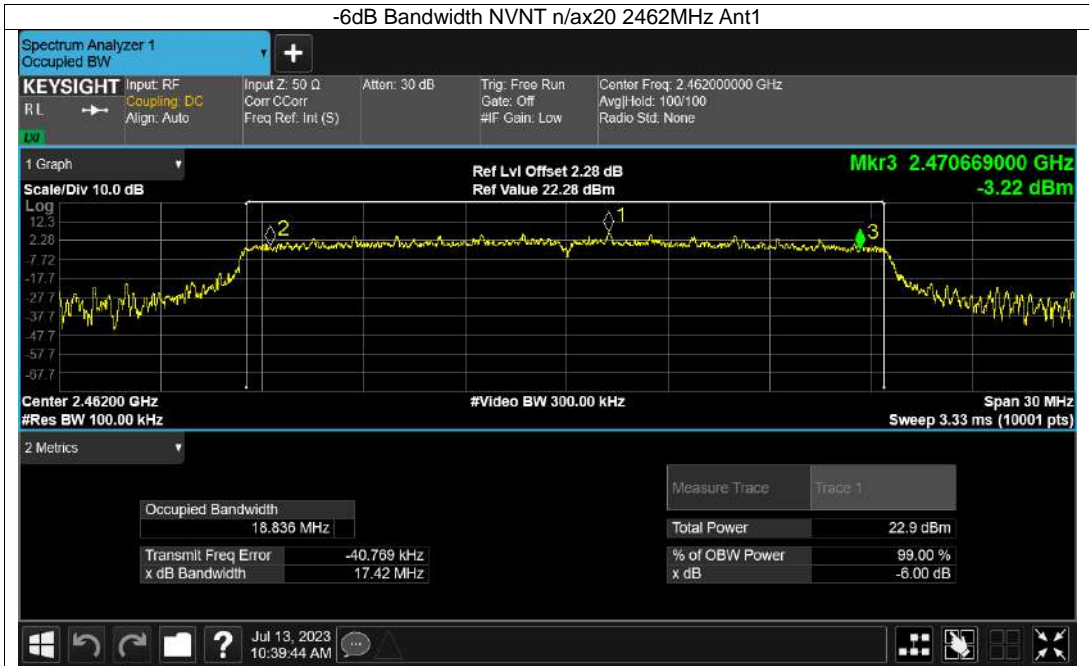 -6dB Bandwidth NVNT n/ax20 2462MHz Ant1
Spectrum Analyzer 1
Occupied BW
KEYSIGHT Input: RF Input Z: 50 Ω Atten: 30 dB Trig: Free Run Center Freq: 2.462000000 GHz
Coupling: DC Corr CCorr Gate: Off Avg|Hold: 100/100
RL Align: Auto Freq Ref: Int (S) #IF Gain: Low Radio Std: None
LXI
1 Graph Ref Lvl Offset 2.28 dB Mkr3 2.470669000 GHz
Scale/Div 10.0 dB Ref Value 22.28 dBm -3.22 dBm
Log
12.3
2.28
-7.72
-17.7
-27.7
-37.7
-47.7
-57.7
-67.7
2
1
3
Center 2.46200 GHz #Video BW 300.00 kHz Span 30 MHz
#Res BW 100.00 kHz Sweep 3.33 ms (10001 pts)
2 Metrics
Measure Trace Trace 1
Occupied Bandwidth
18.836 MHz Total Power 22.9 dBm
Transmit Freq Error -40.769 kHz % of OBW Power 99.00 %
x dB Bandwidth 17.42 MHz x dB -6.00 dB
Jul 13, 2023
10:39:44 AM